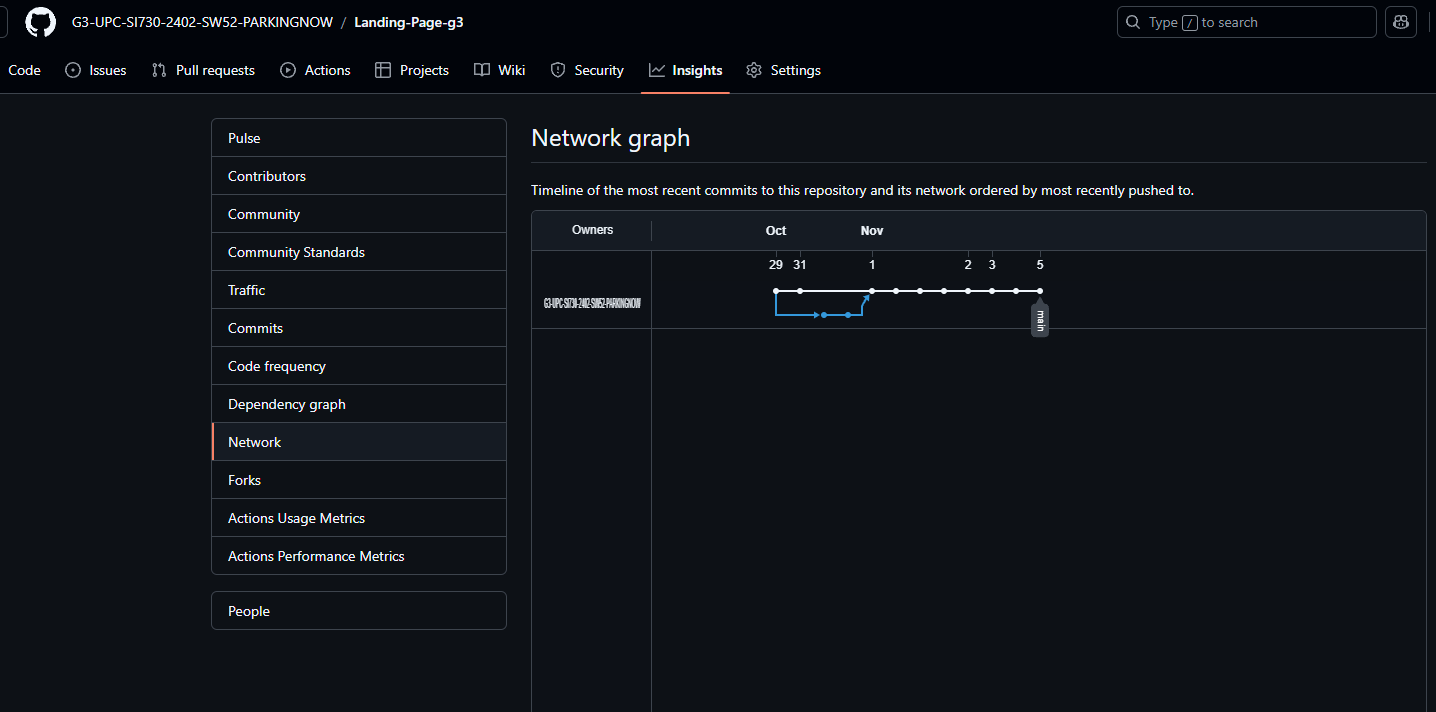 G3-UPC-SI730-2402-SW52-PARKINGNOW / Landing-Page-g3
Type / to search
Code Issues Pull requests Actions Projects Wiki Security Insights Settings
Pulse
Contributors
Community
Community Standards
Traffic
Commits
Code frequency
Dependency graph
Network
Forks
Actions Usage Metrics
Actions Performance Metrics
People
Network graph
Timeline of the most recent commits to this repository and its network ordered by most recently pushed to.
Owners Oct Nov
29 31 1 2 3 5
G3-UPC-SI730-2402-SW52-PARKINGNOW
main